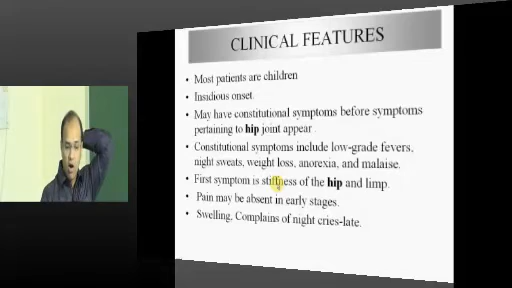 CLINICAL FEATURES
• Most patients are children
• Insidious onset.
• May have constitutional symptoms before symptoms
pertaining to hip joint appear .
• Constitutional symptoms include low-grade fevers,
night sweats, weight loss, anorexia, and malaise.
• First symptom is stiffness of the hip and limp.
• Pain may be absent in early stages.
• Swelling, Complains of night cries-late.